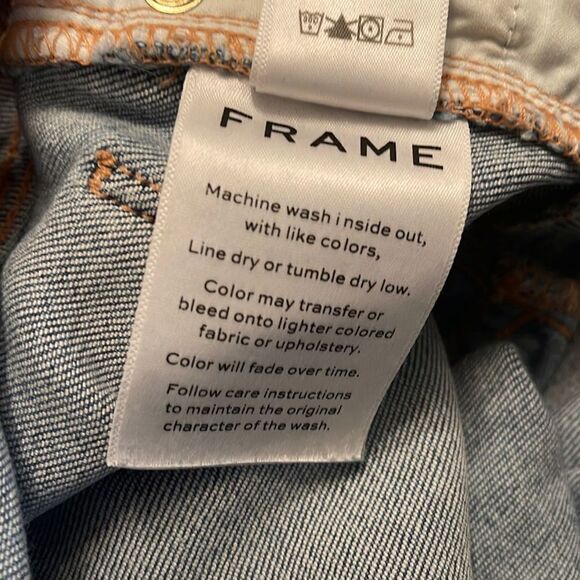 FRAME
Machine wash inside out,
with like colors,
Line dry or tumble dry low.
Color may transfer or
bleed onto lighter colored
fabric or upholstery.
Color will fade over time.
Follow care instructions
to maintain the original
character of the wash.